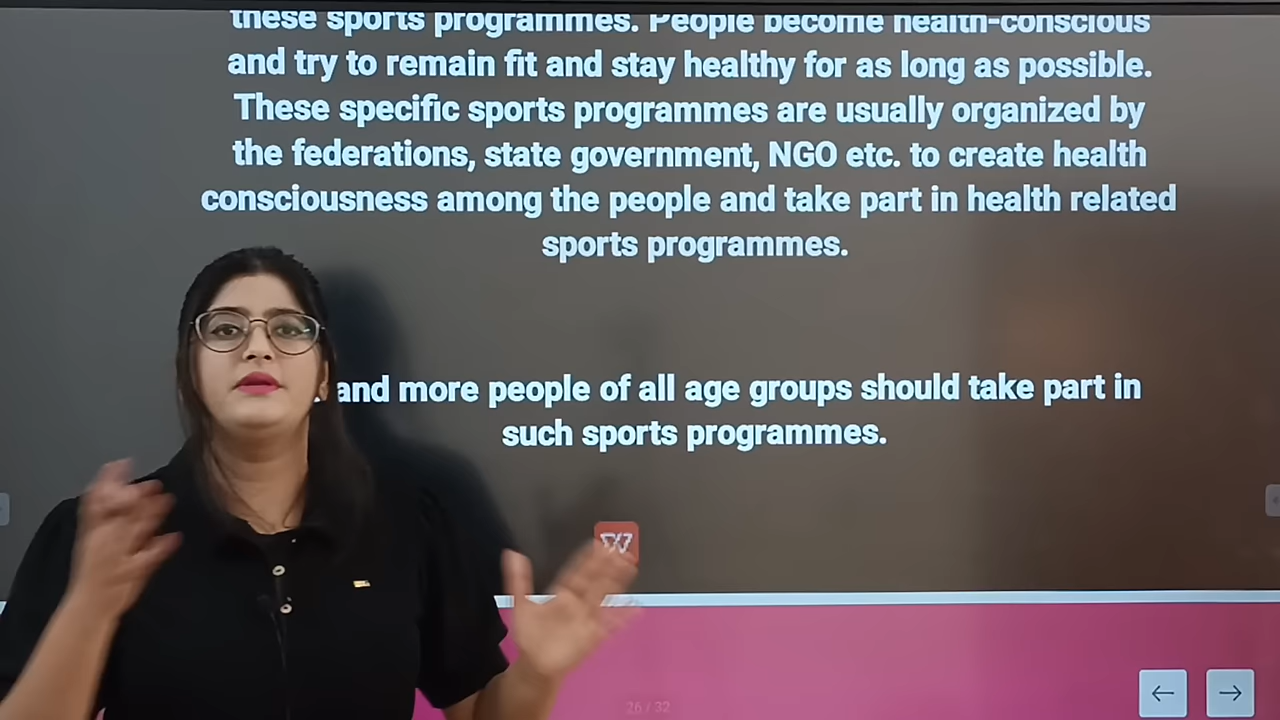 these sports programmes. People become health-conscious
and try to remain fit and stay healthy for as long as possible.
These specific sports programmes are usually organized by
the federations, state government, NGO etc. to create health
consciousness among the people and take part in health related
sports programmes.
and more people of all age groups should take part in
such sports programmes.
26 / 32